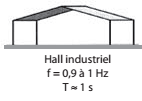 Hall industriel
f = 0,9 à 1 Hz
T ≈ 1 s